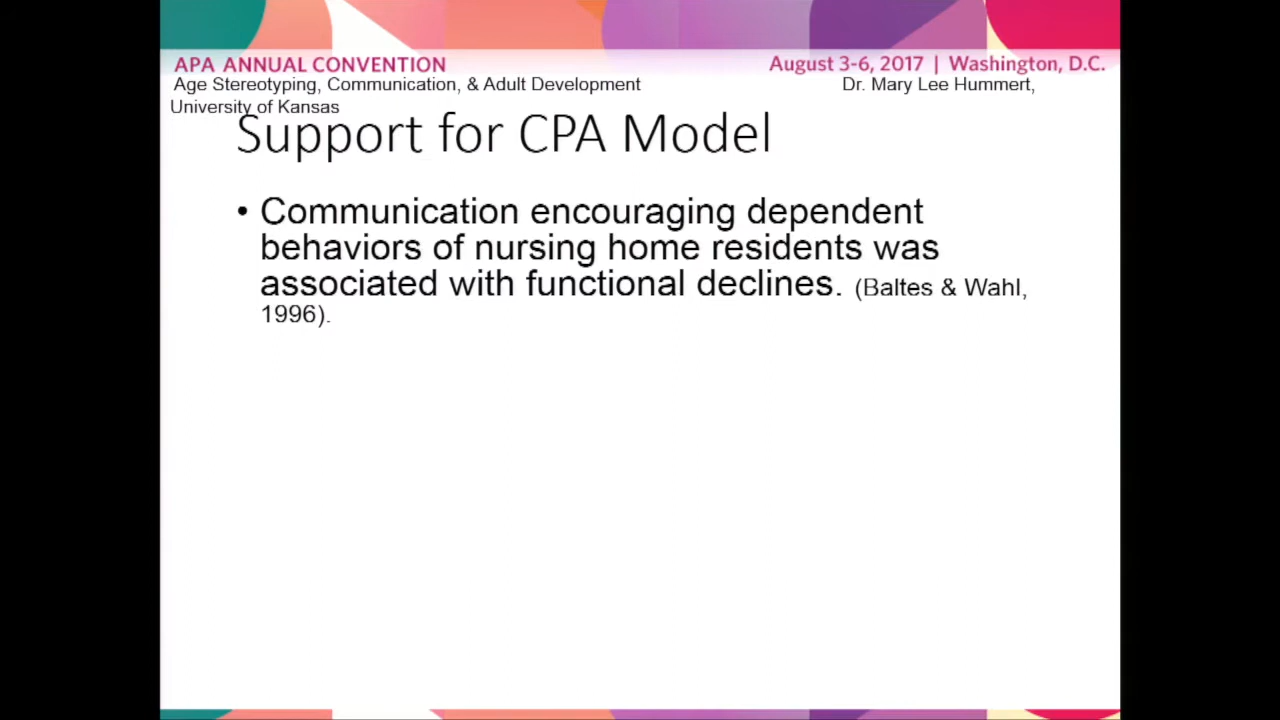 APA ANNUAL CONVENTION August 3-6, 2017 | Washington, D.C.
Age Stereotyping, Communication, & Adult Development Dr. Mary Lee Hummert,
University of Kansas
Support for CPA Model
• Communication encouraging dependent
behaviors of nursing home residents was
associated with functional declines. (Baltes & Wahl,
1996).